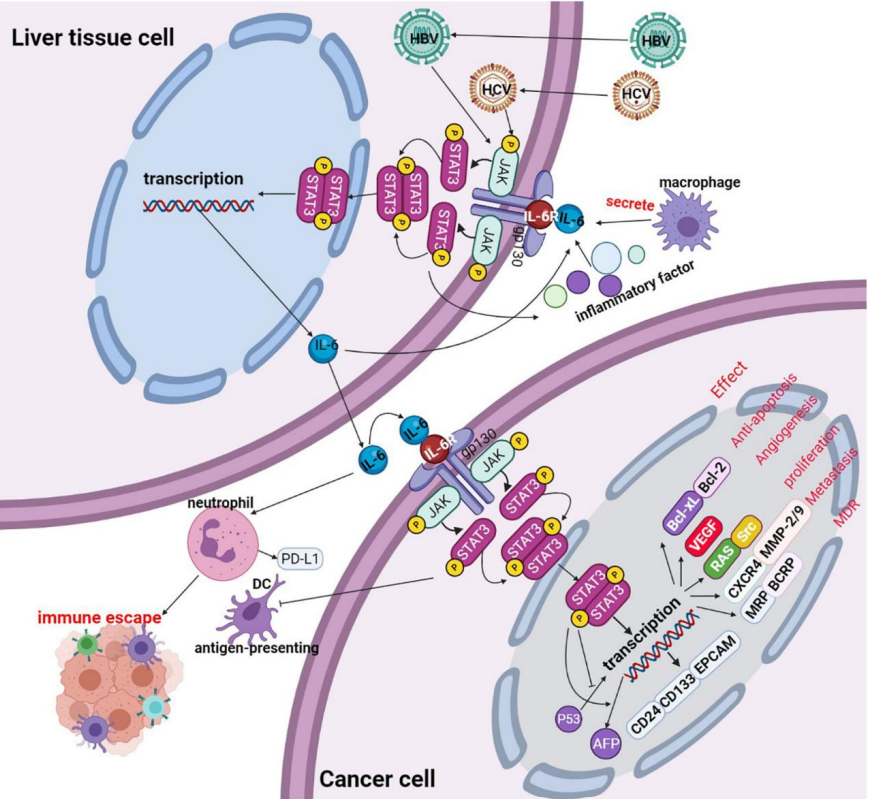 Liver tissue cell
HBV
HBV
HCV
HCV
P
STAT3
P
JAK
transcription
P
STAT3
STAT3
P
P
STAT3
STAT3
P
STAT3
P
JAK
P
IL-6R
IL-6
gp130
secrete
macrophage
inflammatory factor
IL-6
IL-6
IL-6
IL-6R
gp130
JAK
P
JAK
P
STAT3
P
STAT3
P
P
STAT3
STAT3
P
STAT3
STAT3
P
P
neutrophil
PD-L1
DC
antigen-presenting
immune escape
Effect
Anti-apoptosis
Angiogenesis
proliferation
Metastasis
MDR
Bcl-xL
Bcl-2
VEGF
RAS
Src
CXCR4
MMP-2/9
MRP
BCRP
transcription
CD24
CD133
EPCAM
P53
AFP
Cancer cell